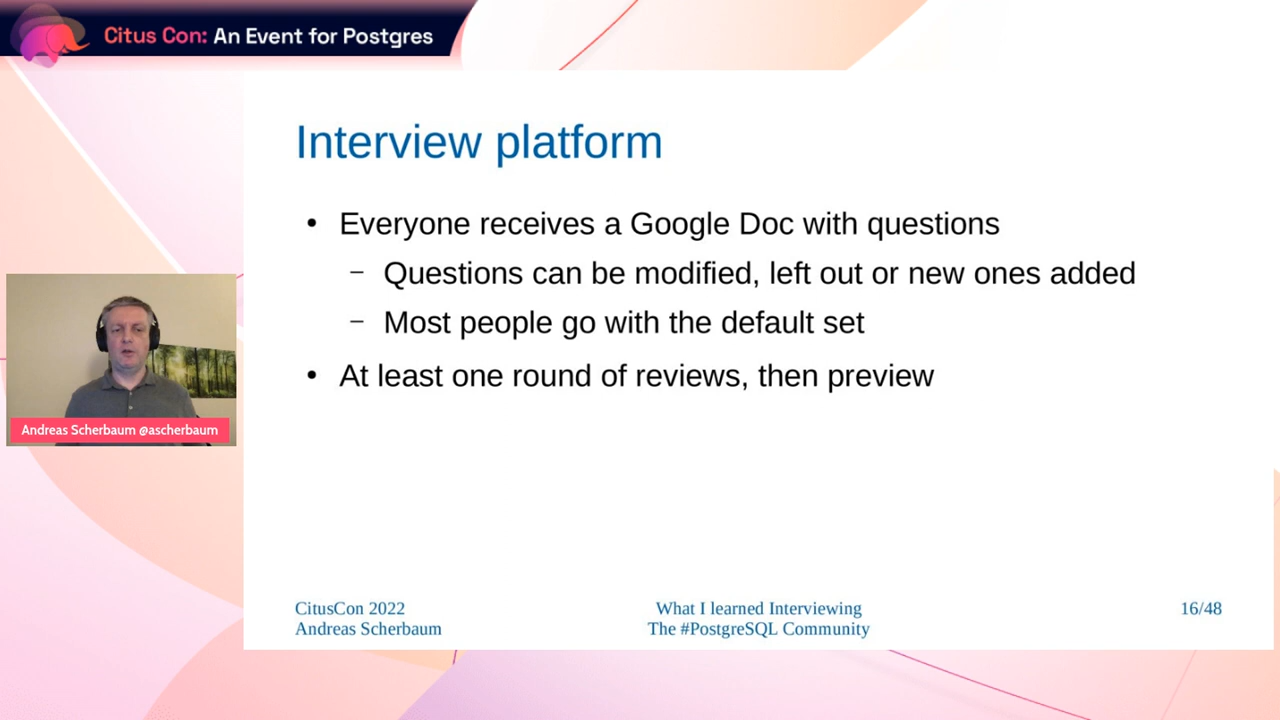 Citus Con: An Event for Postgres
Interview platform
• Everyone receives a Google Doc with questions
– Questions can be modified, left out or new ones added
– Most people go with the default set
• At least one round of reviews, then preview
Andreas Scherbaum @ascherbaum
CitusCon 2022
Andreas Scherbaum
What I learned Interviewing
The #PostgreSQL Community
16/48